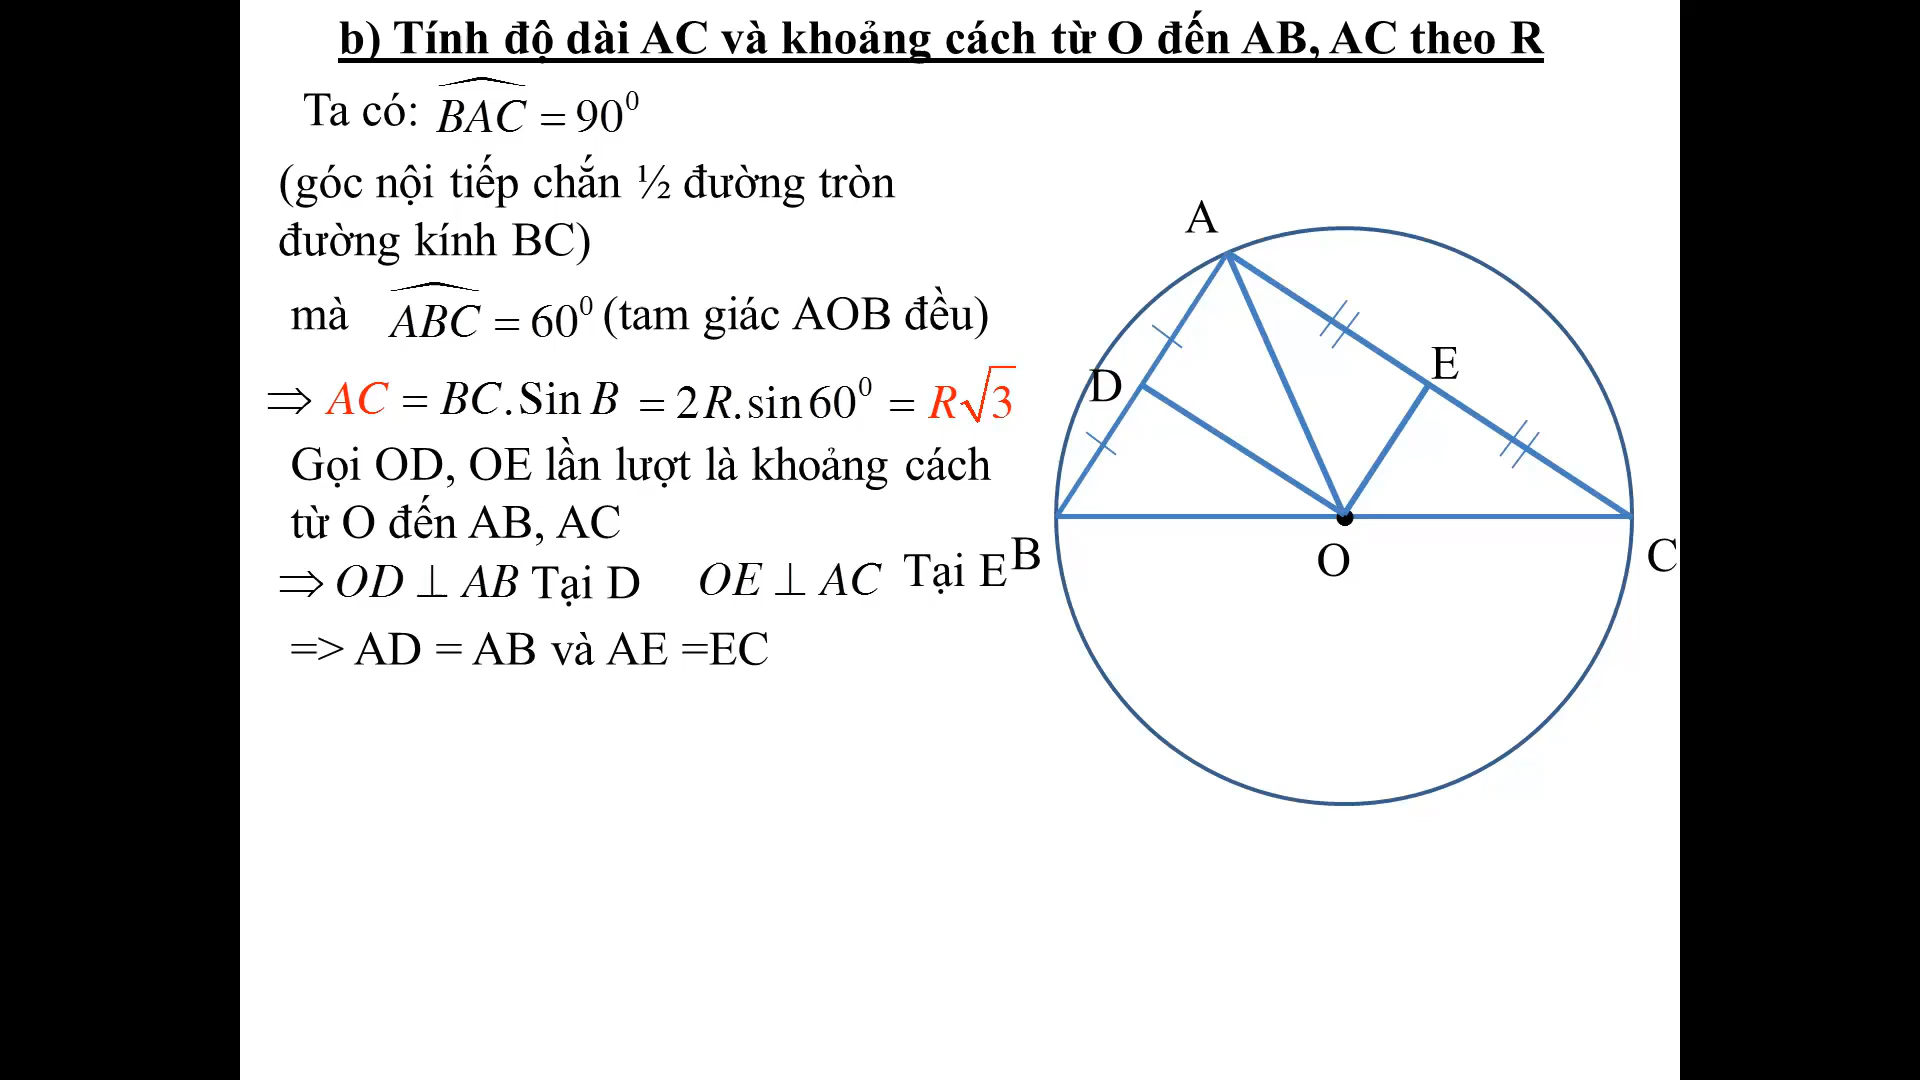 b) Tính độ dài AC và khoảng cách từ O đến AB, AC theo R
Ta có: \widehat{BAC} = 90⁰
(góc nội tiếp chắn ½ đường tròn
đường kính BC)
mà \widehat{ABC} = 60⁰ (tam giác AOB đều)
⇒ AC = BC.Sin B = 2R.sin 60⁰ = R√3
Gọi OD, OE lần lượt là khoảng cách
từ O đến AB, AC
⇒ OD ⊥ AB Tại D OE ⊥ AC Tại E
=> AD = AB và AE =EC
A
D
E
B
O
C